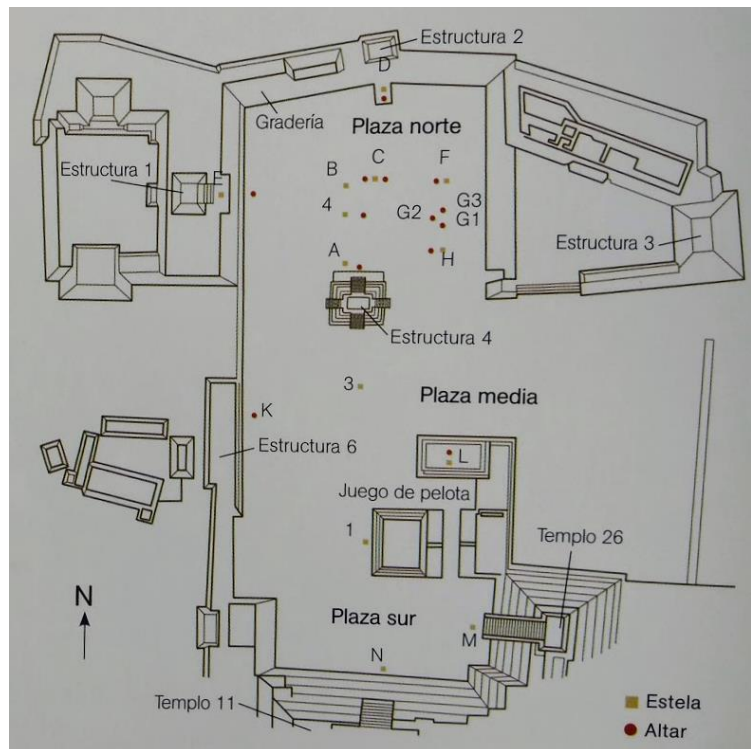 Estructura 2
D
Gradería
Plaza norte
Estructura 1
E
B
C
F
4
G2
G3
G1
A
H
Estructura 3
Estructura 4
3
Plaza media
K
Estructura 6
L
Juego de pelota
1
Templo 26
N
Plaza sur
M
N
Templo 11
Estela
Altar